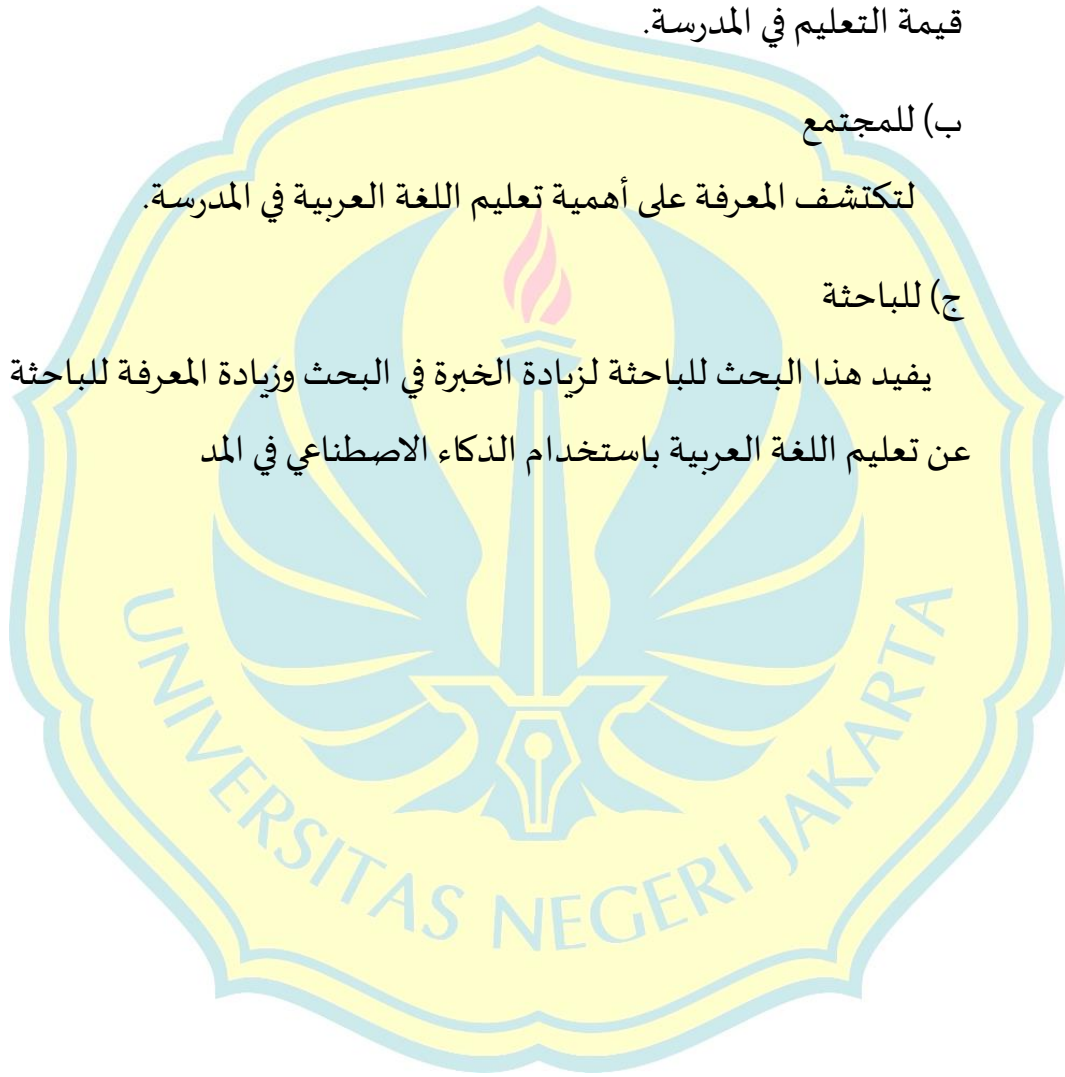 قيمة التعليم في المدرسة.
ب) للمجتمع
لتكتشف المعرفة على أهمية تعليم اللغة العربية في المدرسة.
ج) للباحثة
يفيد هذا البحث للباحثة لزيادة الخبرة في البحث وزيادة المعرفة للباحثة
عن تعليم اللغة العربية باستخدام الذكاء الاصطناعي في المد
UNIVERSITAS NEGERI JAKARTA